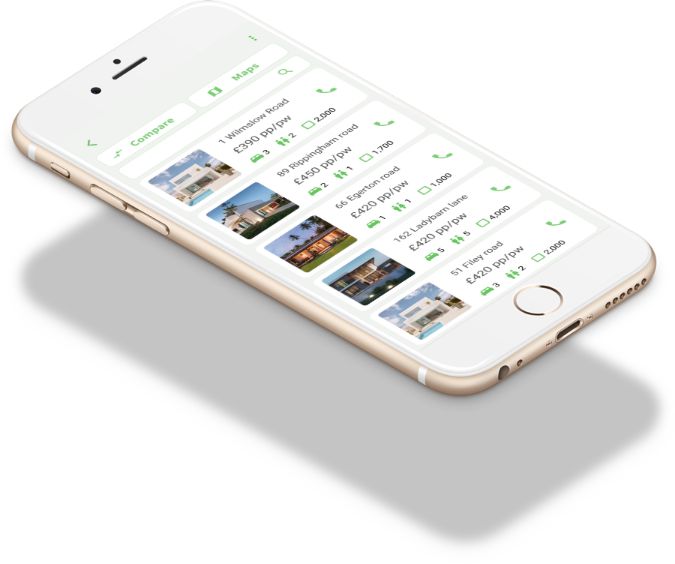 Compare
Maps
1 Wilmslow Road
£390 pp/pw
3 2 2,000
89 Rippingham road
£450 pp/pw
2 1 1,700
66 Egerton road
£420 pp/pw
1 1 1,000
162 Ladybarn lane
£420 pp/pw
5 5 4,000
51 Filey road
£420 pp/pw
3 2 2,000